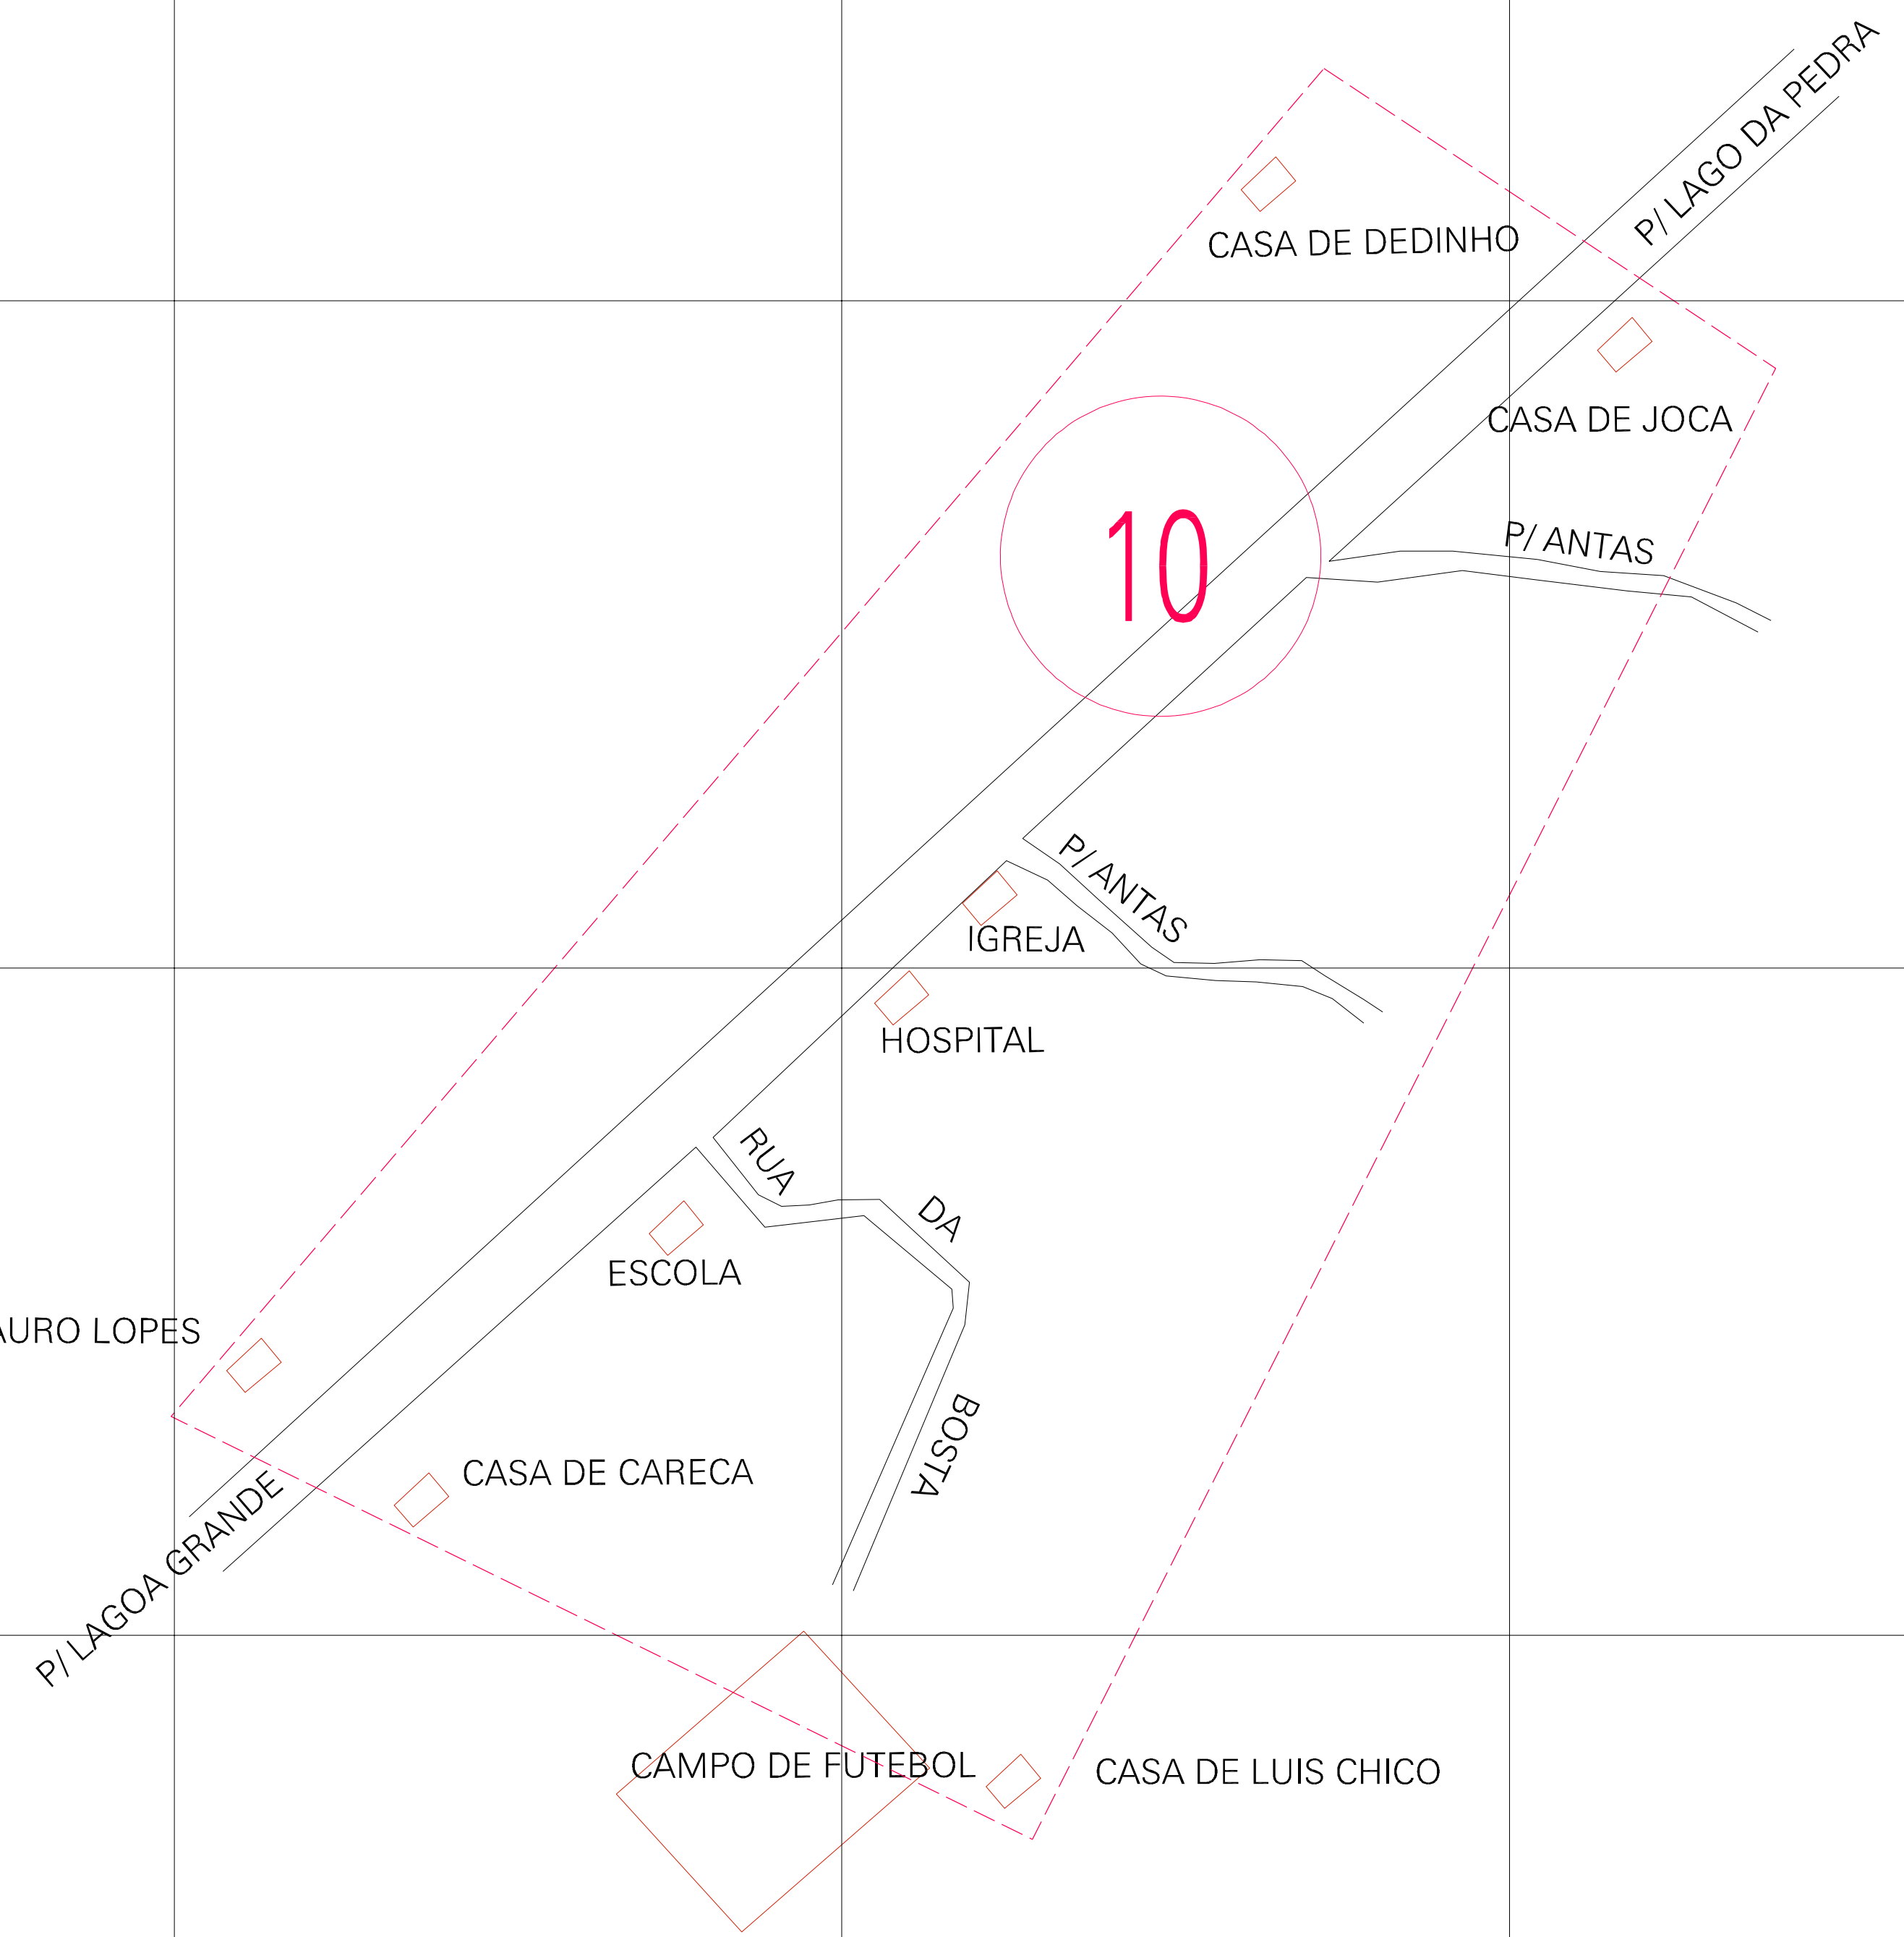 P/ LAGO DA PEDRA
CASA DE DEDINHO
CASA DE JOCA
10
P/ ANTAS
P/ ANTAS
IGREJA
HOSPITAL
RUA DA BOSTA
ESCOLA
LOPES
CASA DE CARECA
P/ LAGOA GRANDE
CAMPO DE FUTEBOL
CASA DE LUIS CHICO